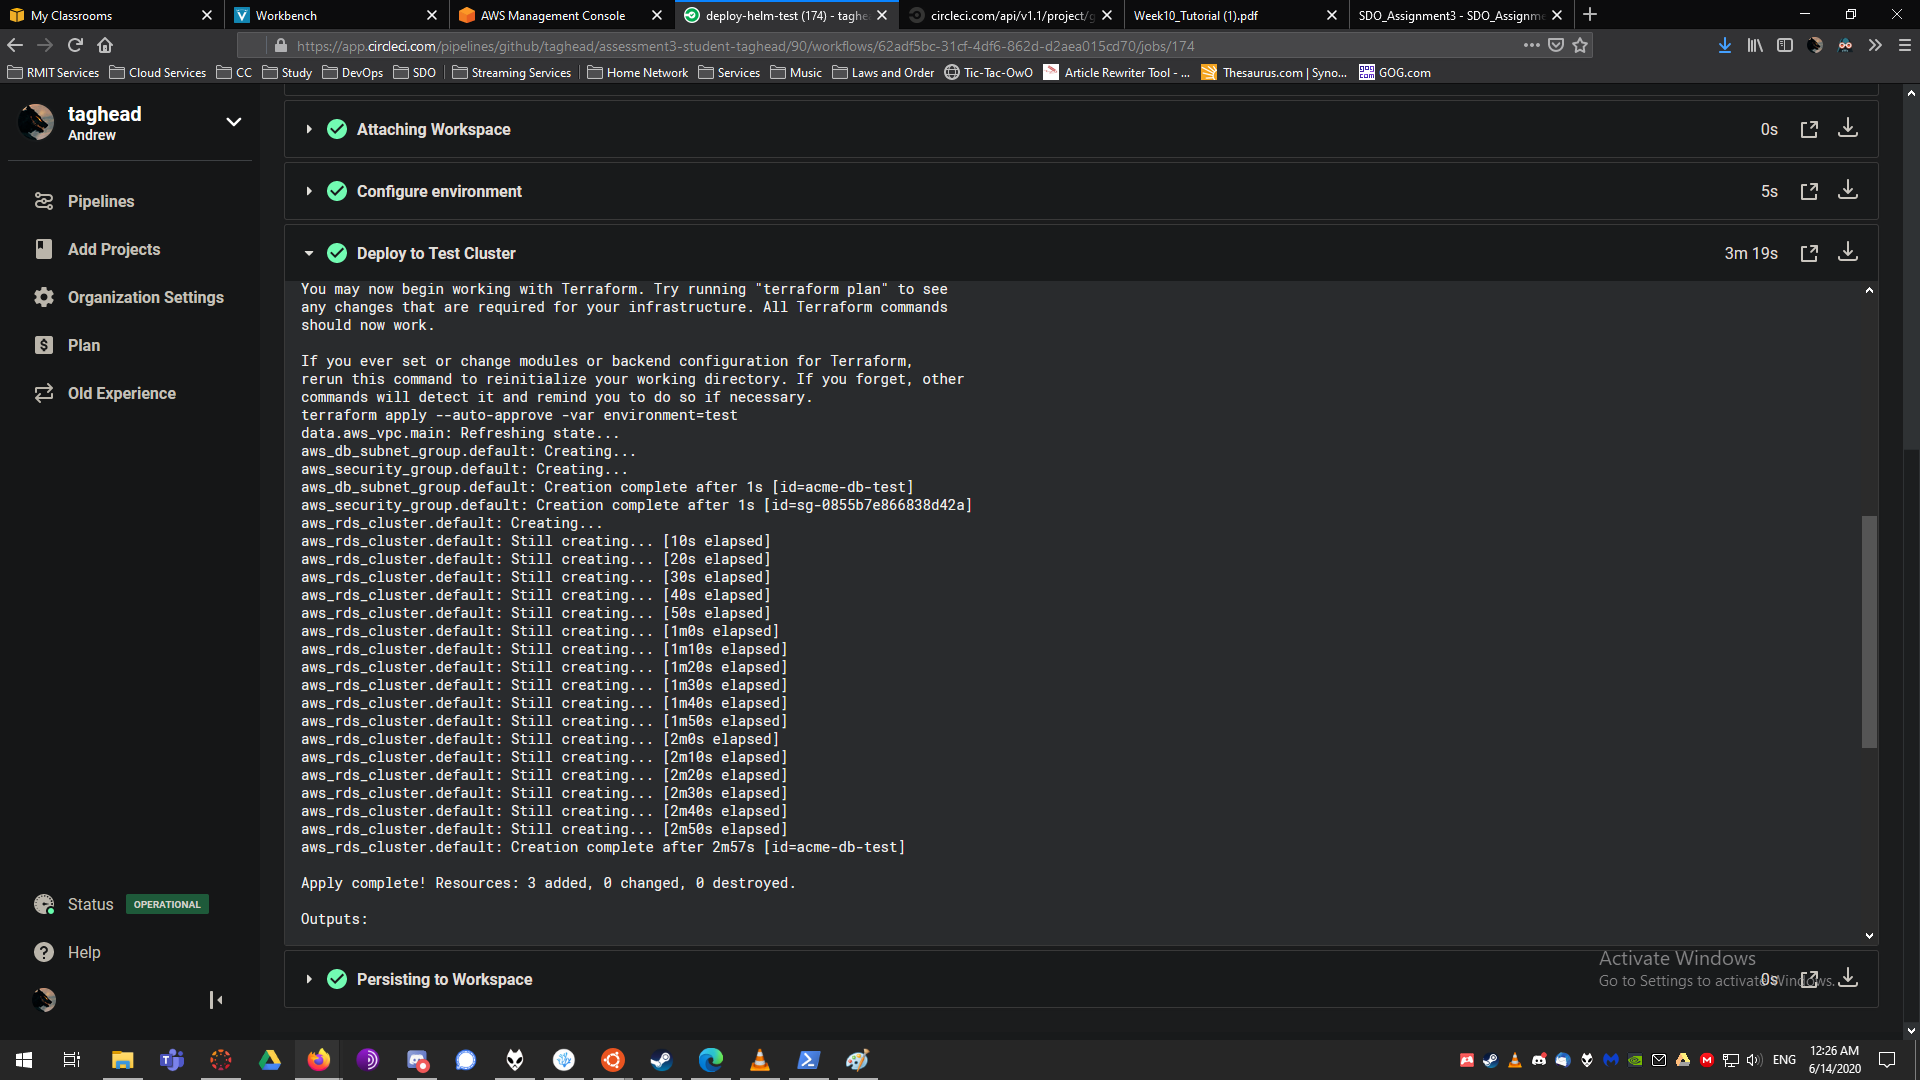 My Classrooms
Workbench
AWS Management Console
deploy-helm-test (174) - taghe
circleci.com/api/v1.1/project/g
Week10_Tutorial (1).pdf
SDO_Assignment3 - SDO_Assignme
https://app.circleci.com/pipelines/github/taghead/assessment3-student-taghead/90/workflows/62adf5bc-31cf-4df6-862d-d2aea015cd70/jobs/174
RMIT Services
Cloud Services
CC
Study
DevOps
SDO
Streaming Services
Home Network
Services
Music
Laws and Order
Tic-Tac-OwO
Article Rewriter Tool - ...
Thesaurus.com | Syno...
GOG.com
taghead
Andrew
Pipelines
Add Projects
Organization Settings
Plan
Old Experience
Status OPERATIONAL
Help
Attaching Workspace 0s
Configure environment 5s
Deploy to Test Cluster 3m 19s
You may now begin working with Terraform. Try running "terraform plan" to see
any changes that are required for your infrastructure. All Terraform commands
should now work.
If you ever set or change modules or backend configuration for Terraform,
rerun this command to reinitialize your working directory. If you forget, other
commands will detect it and remind you to do so if necessary.
terraform apply --auto-approve -var environment=test
data.aws_vpc.main: Refreshing state...
aws_db_subnet_group.default: Creating...
aws_security_group.default: Creating...
aws_db_subnet_group.default: Creation complete after 1s [id=acme-db-test]
aws_security_group.default: Creation complete after 1s [id=sg-0855b7e866838d42a]
aws_rds_cluster.default: Creating...
aws_rds_cluster.default: Still creating... [10s elapsed]
aws_rds_cluster.default: Still creating... [20s elapsed]
aws_rds_cluster.default: Still creating... [30s elapsed]
aws_rds_cluster.default: Still creating... [40s elapsed]
aws_rds_cluster.default: Still creating... [50s elapsed]
aws_rds_cluster.default: Still creating... [1m0s elapsed]
aws_rds_cluster.default: Still creating... [1m10s elapsed]
aws_rds_cluster.default: Still creating... [1m20s elapsed]
aws_rds_cluster.default: Still creating... [1m30s elapsed]
aws_rds_cluster.default: Still creating... [1m40s elapsed]
aws_rds_cluster.default: Still creating... [1m50s elapsed]
aws_rds_cluster.default: Still creating... [2m0s elapsed]
aws_rds_cluster.default: Still creating... [2m10s elapsed]
aws_rds_cluster.default: Still creating... [2m20s elapsed]
aws_rds_cluster.default: Still creating... [2m30s elapsed]
aws_rds_cluster.default: Still creating... [2m40s elapsed]
aws_rds_cluster.default: Still creating... [2m50s elapsed]
aws_rds_cluster.default: Creation complete after 2m57s [id=acme-db-test]
Apply complete! Resources: 3 added, 0 changed, 0 destroyed.
Outputs:
Persisting to Workspace 0s
Activate Windows
Go to Settings to activate Windows.
ENG
12:26 AM
6/14/2020